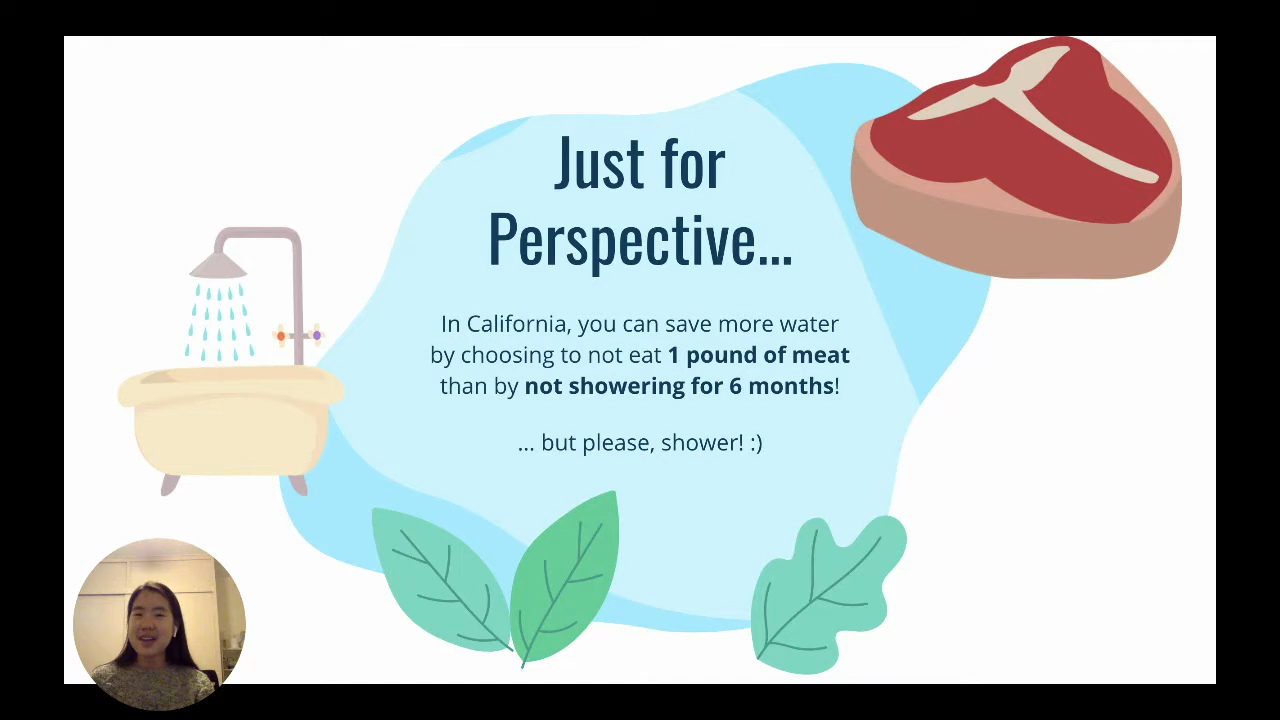 Just for
Perspective...
In California, you can save more water
by choosing to not eat 1 pound of meat
than by not showering for 6 months!
... but please, shower! :)